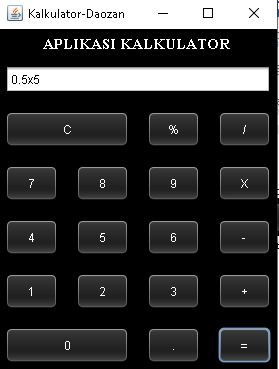 Kalkulator-Daozan
APLIKASI KALKULATOR
0.5x5
C % /
7 8 9 X
4 5 6 -
1 2 3 +
0 . =